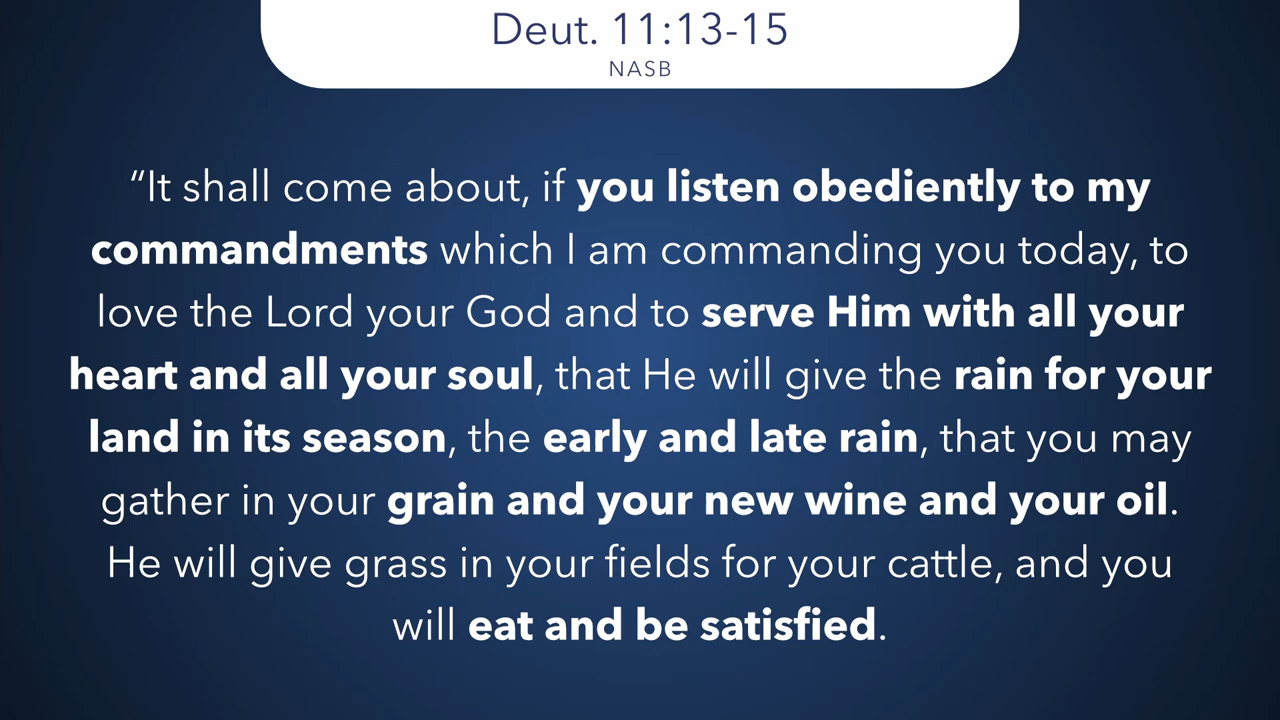 Deut. 11:13-15
NASB
“It shall come about, if you listen obediently to my
commandments which I am commanding you today, to
love the Lord your God and to serve Him with all your
heart and all your soul, that He will give the rain for your
land in its season, the early and late rain, that you may
gather in your grain and your new wine and your oil.
He will give grass in your fields for your cattle, and you
will eat and be satisfied.